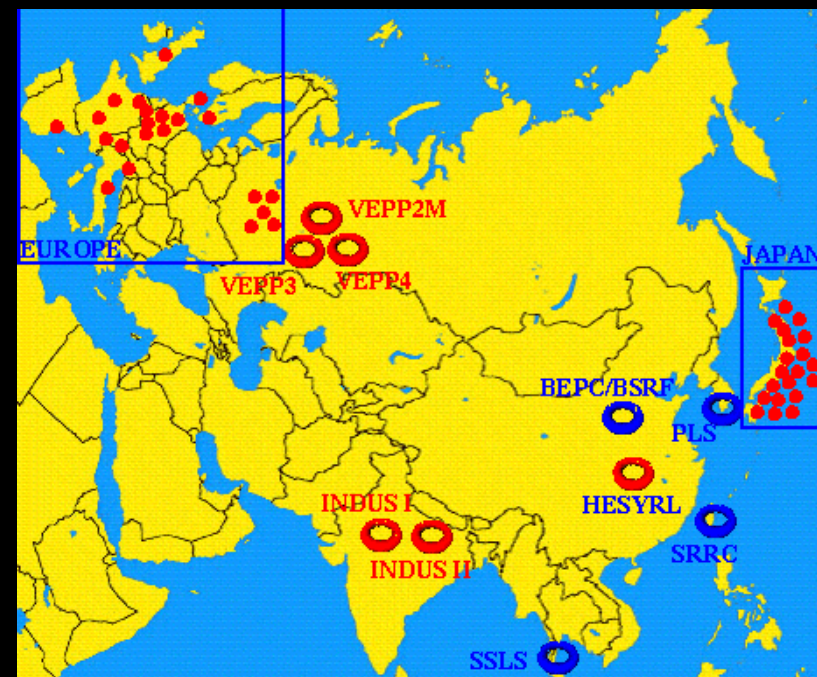 VEPP2M
EUROPE
JAPAN
VEPP3
VEPP4
BEPC/BSRF
PLS
INDUS I
HESYRL
SRRC
INDUS II
SSLS